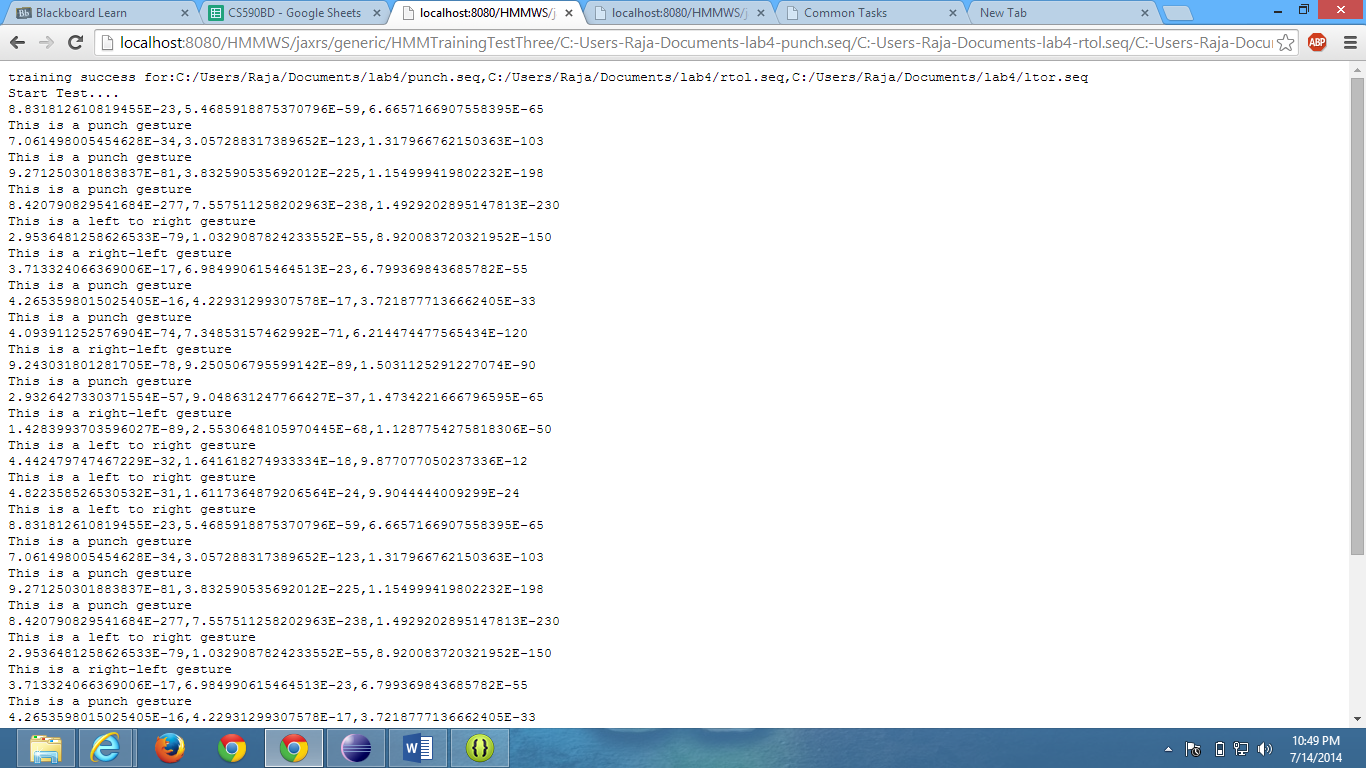 Blackboard Learn
CS590BD - Google Sheets
localhost:8080/HMMWS/j
localhost:8080/HMMWS/j
Common Tasks
New Tab
localhost:8080/HMMWS/jaxrs/generic/HMMTrainingTestThree/C:-Users-Raja-Documents-lab4-punch.seq/C:-Users-Raja-Documents-lab4-rtol.seq/C:-Users-Raja-Docum
ABP
training success for:C:/Users/Raja/Documents/lab4/punch.seq,C:/Users/Raja/Documents/lab4/rtol.seq,C:/Users/Raja/Documents/lab4/ltor.seq
Start Test....
8.831812610819455E-23,5.4685918875370796E-59,6.6657166907558395E-65
This is a punch gesture
7.061498005454628E-34,3.057288317389652E-123,1.317966762150363E-103
This is a punch gesture
9.271250301883837E-81,3.832590535692012E-225,1.154999419802232E-198
This is a punch gesture
8.420790829541684E-277,7.557511258202963E-238,1.4929202895147813E-230
This is a left to right gesture
2.9536481258626533E-79,1.0329087824233552E-55,8.920083720321952E-150
This is a right-left gesture
3.713324066369006E-17,6.984990615464513E-23,6.799369843685782E-55
This is a punch gesture
4.2653598015025405E-16,4.22931299307578E-17,3.7218777136662405E-33
This is a punch gesture
4.093911252576904E-74,7.34853157462992E-71,6.214474477565434E-120
This is a right-left gesture
9.243031801281705E-78,9.250506795599142E-89,1.5031125291227074E-90
This is a punch gesture
2.9326427330371554E-57,9.048631247766427E-37,1.4734221666796595E-65
This is a right-left gesture
1.4283993703596027E-89,2.5530648105970445E-68,1.1287754275818306E-50
This is a left to right gesture
4.442479747467229E-32,1.641618274933334E-18,9.877077050237336E-12
This is a left to right gesture
4.822358526530532E-31,1.6117364879206564E-24,9.9044444009299E-24
This is a left to right gesture
8.831812610819455E-23,5.4685918875370796E-59,6.6657166907558395E-65
This is a punch gesture
7.061498005454628E-34,3.057288317389652E-123,1.317966762150363E-103
This is a punch gesture
9.271250301883837E-81,3.832590535692012E-225,1.154999419802232E-198
This is a punch gesture
8.420790829541684E-277,7.557511258202963E-238,1.4929202895147813E-230
This is a left to right gesture
2.9536481258626533E-79,1.0329087824233552E-55,8.920083720321952E-150
This is a right-left gesture
3.713324066369006E-17,6.984990615464513E-23,6.799369843685782E-55
This is a punch gesture
4.2653598015025405E-16,4.22931299307578E-17,3.7218777136662405E-33
10:49 PM
7/14/2014